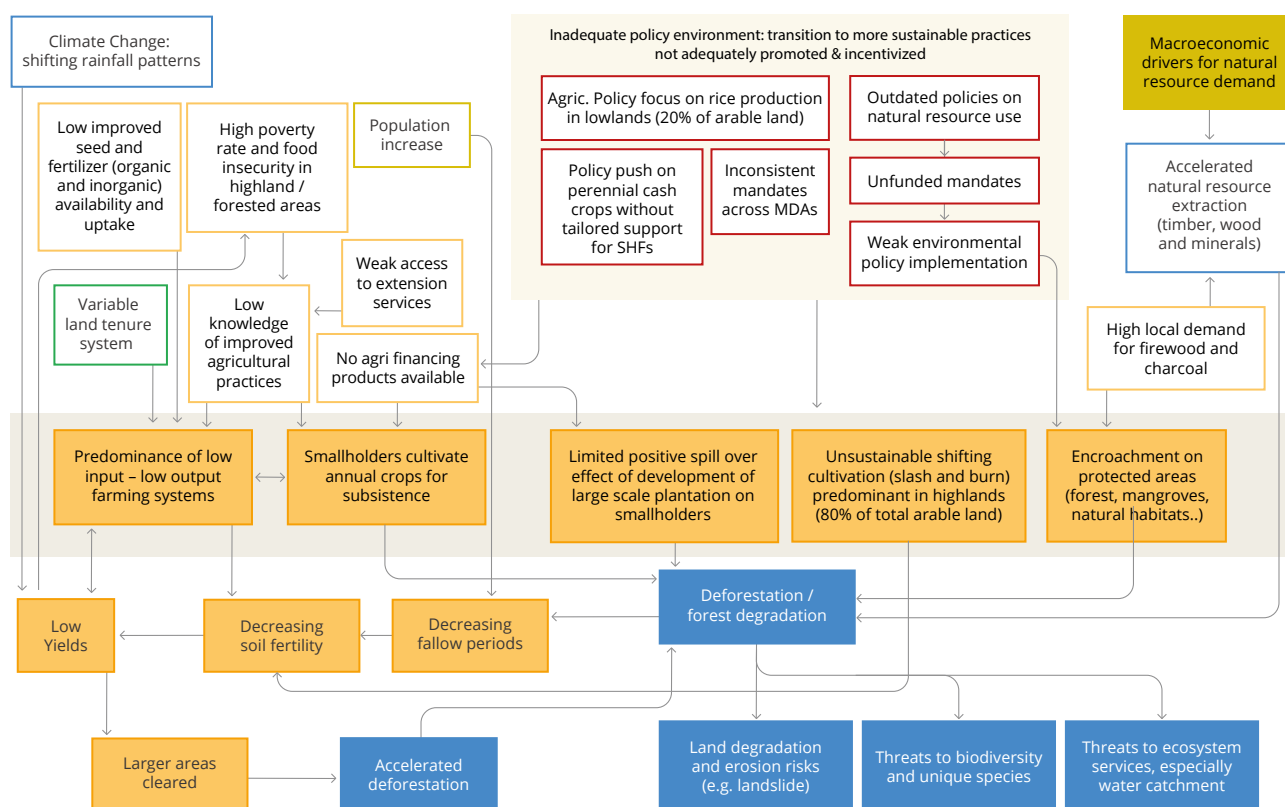 Climate Change:
shifting rainfall patterns
Inadequate policy environment: transition to more sustainable practices
not adequately promoted & incentivized
Macroeconomic
drivers for natural
resource demand
Low improved
seed and
fertilizer (organic
and inorganic)
availability and
uptake
High poverty
rate and food
insecurity in
highland /
forested areas
Population
increase
Agric. Policy focus on rice production
in lowlands (20% of arable land)
Outdated policies on
natural resource use
Policy push on
perennial cash
crops without
tailored support
for SHFs
Inconsistent
mandates
across MDAs
Unfunded mandates
Weak environmental
policy implementation
Accelerated
natural resource
extraction
(timber, wood
and minerals)
Variable
land tenure
system
Low
knowledge
of improved
agricultural
practices
Weak access
to extension
services
No agri financing
products available
High local demand
for firewood and
charcoal
Predominance of low
input – low output
farming systems
Smallholders cultivate
annual crops for
subsistence
Limited positive spill over
effect of development of
large scale plantation on
smallholders
Unsustainable shifting
cultivation (slash and burn)
predominant in highlands
(80% of total arable land)
Encroachment on
protected areas
(forest, mangroves,
natural habitats..)
Low
Yields
Decreasing
soil fertility
Decreasing
fallow periods
Deforestation /
forest degradation
Larger areas
cleared
Accelerated
deforestation
Land degradation
and erosion risks
(e.g. landslide)
Threats to biodiversity
and unique species
Threats to ecosystem
services, especially
water catchment